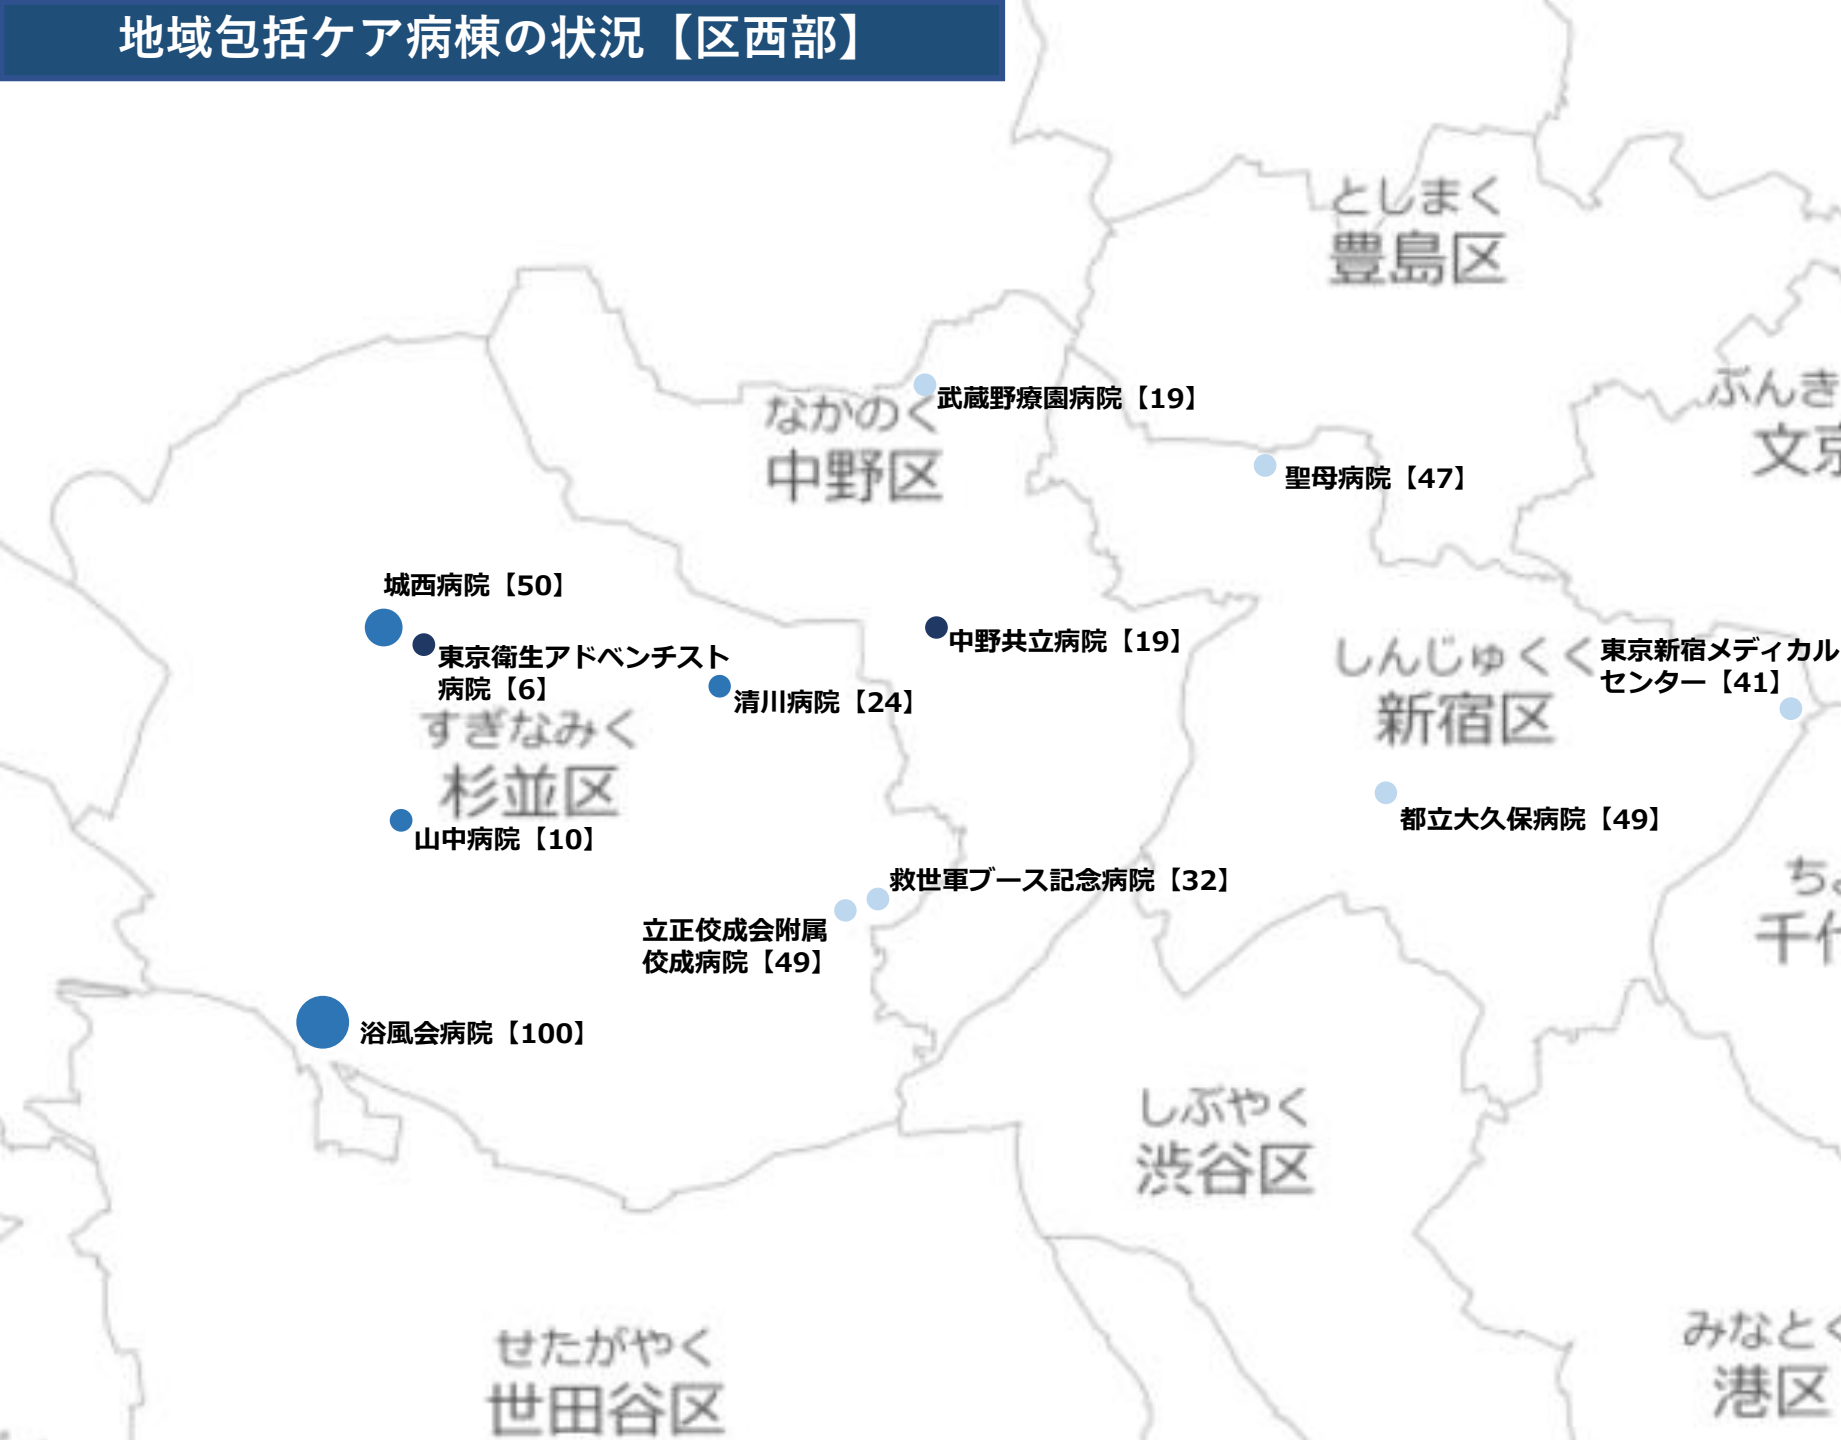 地域包括ケア病棟の状況【区西部】
としまく
豊島区
ぶんき
文京
武蔵野療園病院【19】
なかのく
中野区
聖母病院【47】
城西病院【50】
東京衛生アドベンチスト
病院【6】
中野共立病院【19】
清川病院【24】
しんじゅくく
新宿区
東京新宿メディカル
センター【41】
すぎなみく
杉並区
山中病院【10】
都立大久保病院【49】
救世軍ブース記念病院【32】
立正佼成会附属
佼成病院【49】
ち
千代
浴風会病院【100】
しぶやく
渋谷区
せたがやく
世田谷区
みなとく
港区